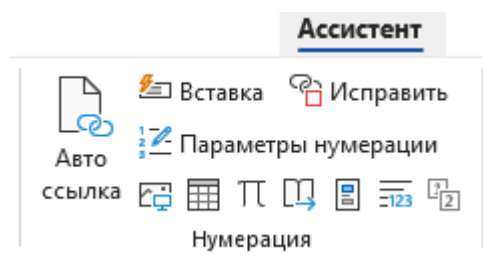 Ассистент
Вставка
Исправить
Авто
ссылка
Параметры нумерации
Нумерация